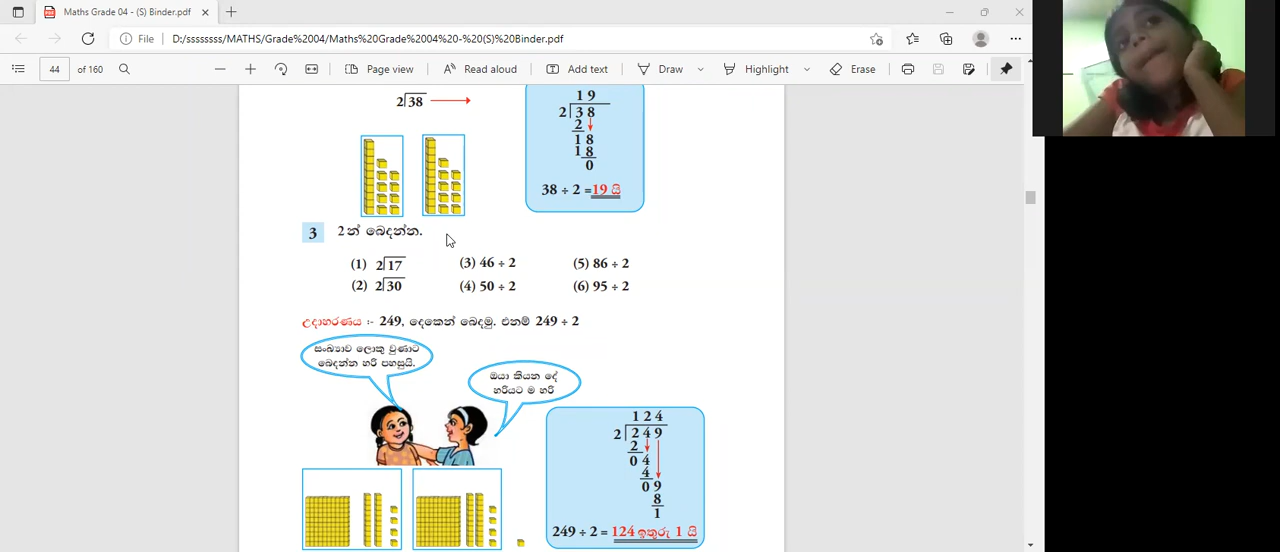 Maths Grade 04 - (S) Binder.pdf
File D:/ssssssss/MATHS/Grade%2004/Maths%20Grade%2004%20-%20(S)%20Binder.pdf
44 of 160 Page view Read aloud Add text Draw Highlight Erase
2 38
19
2 38
2
18
18
0
38 ÷ 2 = 19 යි
3 2න් බෙදන්න.
(1) 2 17 (3) 46 ÷ 2 (5) 86 ÷ 2
(2) 2 30 (4) 50 ÷ 2 (6) 95 ÷ 2
උදාහරණය :- 249, දෙකෙන් බෙදමු. එනම් 249 ÷ 2
සංඛ්‍යාව ලොකු වුණාට
බෙදන්න හරි පහසුයි.
ඔයා කියන දේ
හරියට ම හරි
124
2 249
2
04
4
09
8
1
249 ÷ 2 = 124 ඉතුරු 1 යි